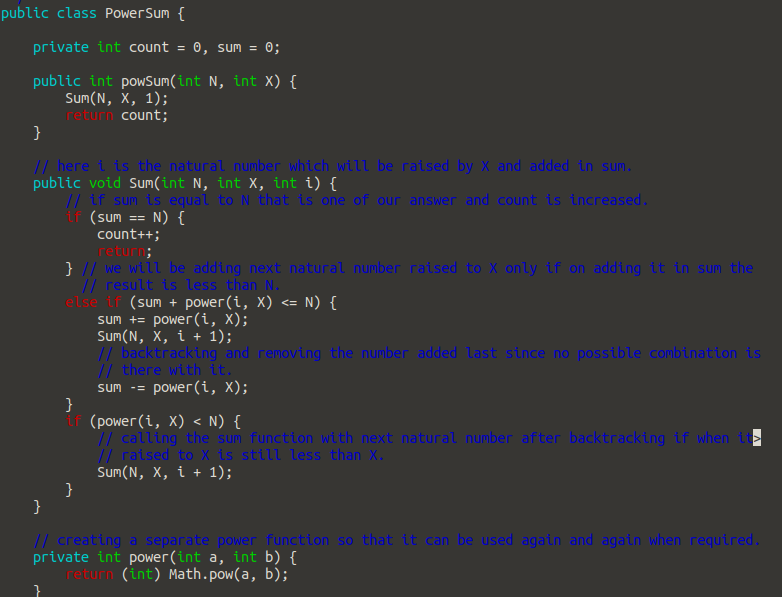 public class PowerSum {
private int count = 0, sum = 0;
public int powSum(int N, int X) {
Sum(N, X, 1);
return count;
}
// here i is the natural number which will be raised by X and added in sum.
public void Sum(int N, int X, int i) {
// if sum is equal to N that is one of our answer and count is increased.
if (sum == N) {
count++;
return;
} // we will be adding next natural number raised to X only if on adding it in sum the
// result is less than N.
else if (sum + power(i, X) <= N) {
sum += power(i, X);
Sum(N, X, i + 1);
// backtracking and removing the number added last since no possible combination is
// there with it.
sum -= power(i, X);
}
if (power(i, X) < N) {
// calling the sum function with next natural number after backtracking if when it>
// raised to X is still less than X.
Sum(N, X, i + 1);
}
}
// creating a separate power function so that it can be used again and again when required.
private int power(int a, int b) {
return (int) Math.pow(a, b);
}